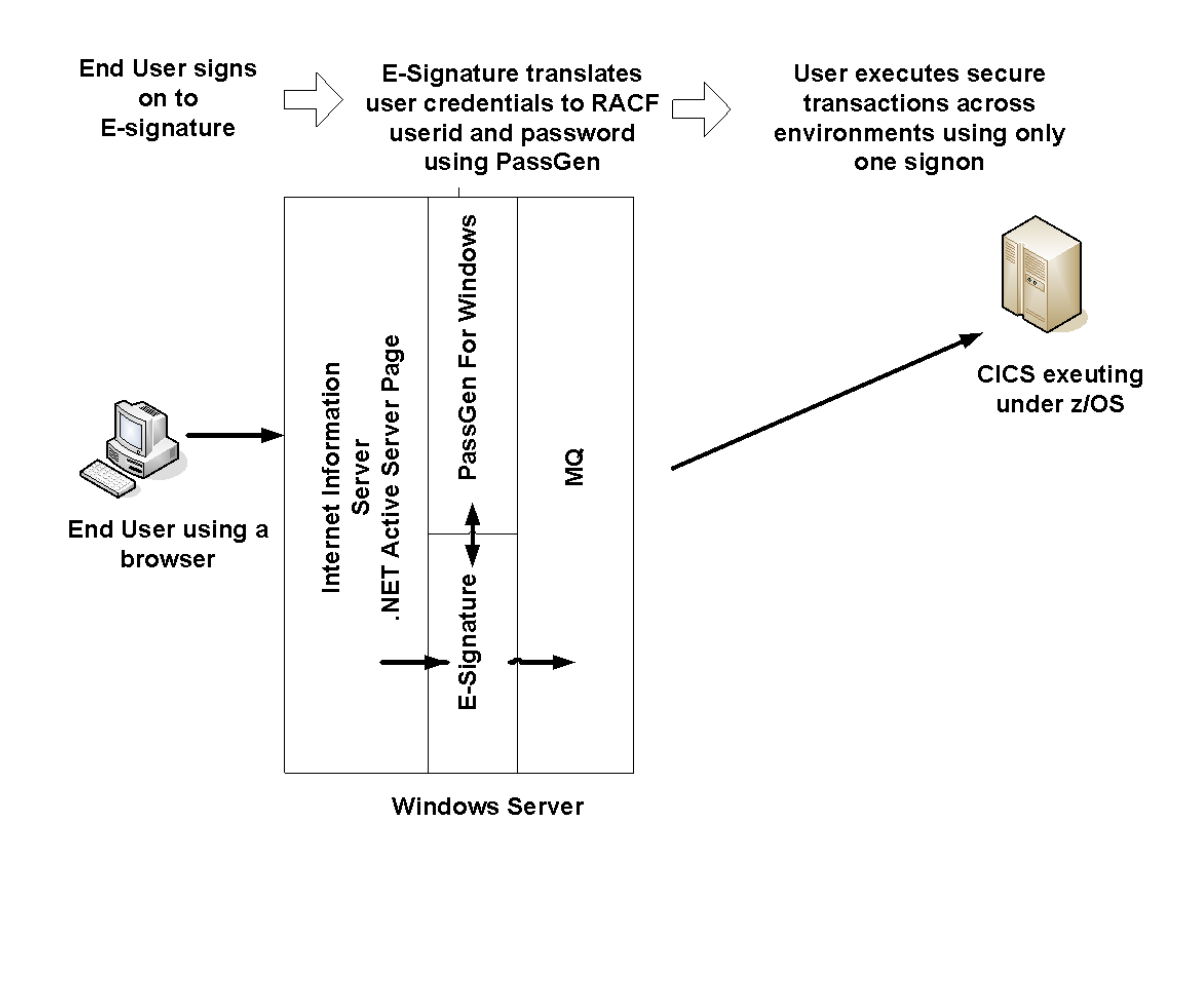 End User signs
on to
E-signature
E-Signature translates
user credentials to RACF
userid and password
using PassGen
User executes secure
transactions across
environments using only
one signon
End User using a
browser
Internet Information
Server
.NET Active Server Page
PassGen For Windows
E-Signature
MQ
CICS exeuting
under z/OS
Windows Server